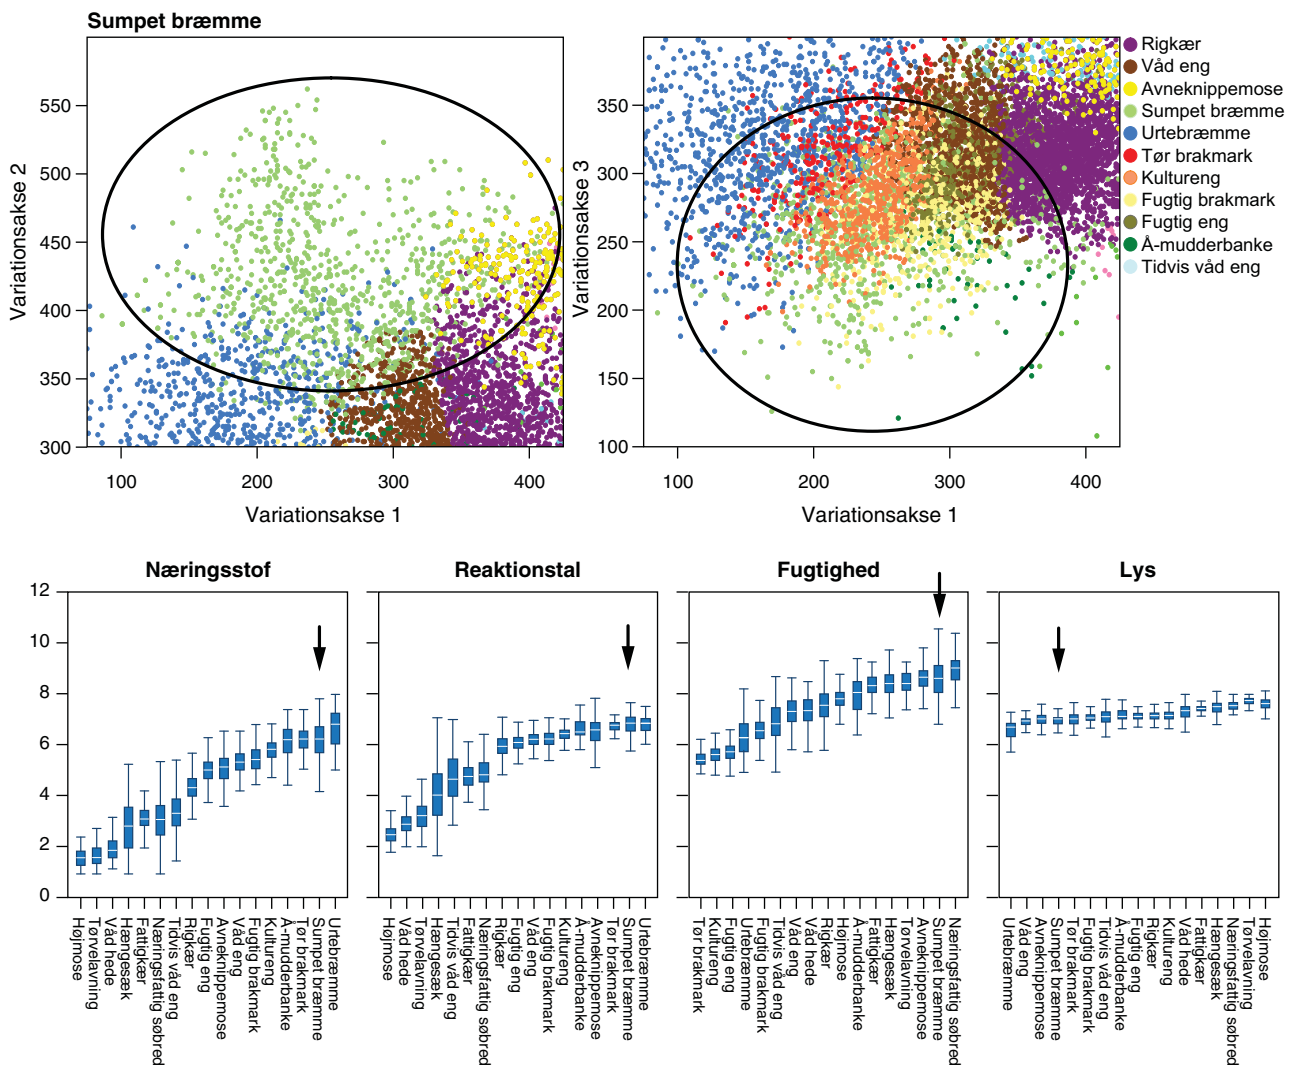 Sumpet bræmme
Variationsakse 2
550
500
450
400
350
300
100
200
300
400
Variationsakse 1
Variationsakse 3
350
300
250
200
150
100
100
200
300
400
Variationsakse 1
Rigkær
Våd eng
Avneknippemose
Sumpet bræmme
Urtebræmme
Tør brakmark
Kultureng
Fugtig brakmark
Fugtig eng
Å-mudderbanke
Tidvis våd eng
Næringsstof
12
10
8
6
4
2
0
Højmose
Tørvelavning
Våd hede
Hængesæk
Fattigkær
Næringsfattig søbred
Tidvis våd eng
Rigkær
Fugtig eng
Avneknippemose
Våd eng
Fugtig brakmark
Kultureng
Å-mudderbanke
Tør brakmark
Sumpet bræmme
Urtebræmme
Reaktionstal
Højmose
Våd hede
Tørvelavning
Hængesæk
Tidvis våd eng
Fattigkær
Næringsfattig søbred
Rigkær
Fugtig eng
Våd eng
Fugtig brakmark
Kultureng
Å-mudderbanke
Avneknippemose
Tør brakmark
Sumpet bræmme
Urtebræmme
Fugtighed
Tør brakmark
Kultureng
Fugtig eng
Urtebræmme
Fugtig brakmark
Tidvis våd eng
Våd eng
Våd hede
Rigkær
Højmose
Å-mudderbanke
Fattigkær
Hængesæk
Tørvelavning
Avneknippemose
Sumpet bræmme
Næringsfattig søbred
Lys
Urtebræmme
Våd eng
Avneknippemose
Sumpet bræmme
Tør brakmark
Fugtig brakmark
Tidvis våd eng
Å-mudderbanke
Fugtig eng
Rigkær
Kultureng
Våd hede
Fattigkær
Hængesæk
Næringsfattig søbred
Tørvelavning
Højmose